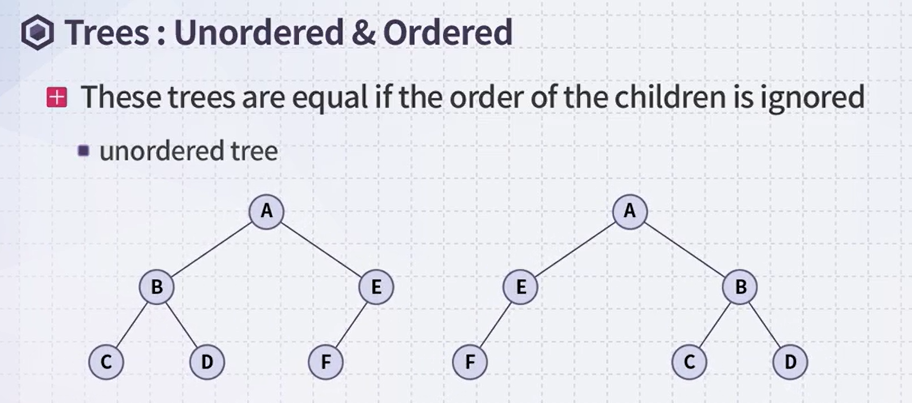 Trees : Unordered & Ordered
These trees are equal if the order of the children is ignored
unordered tree
A A
B E E B
C D F F C D